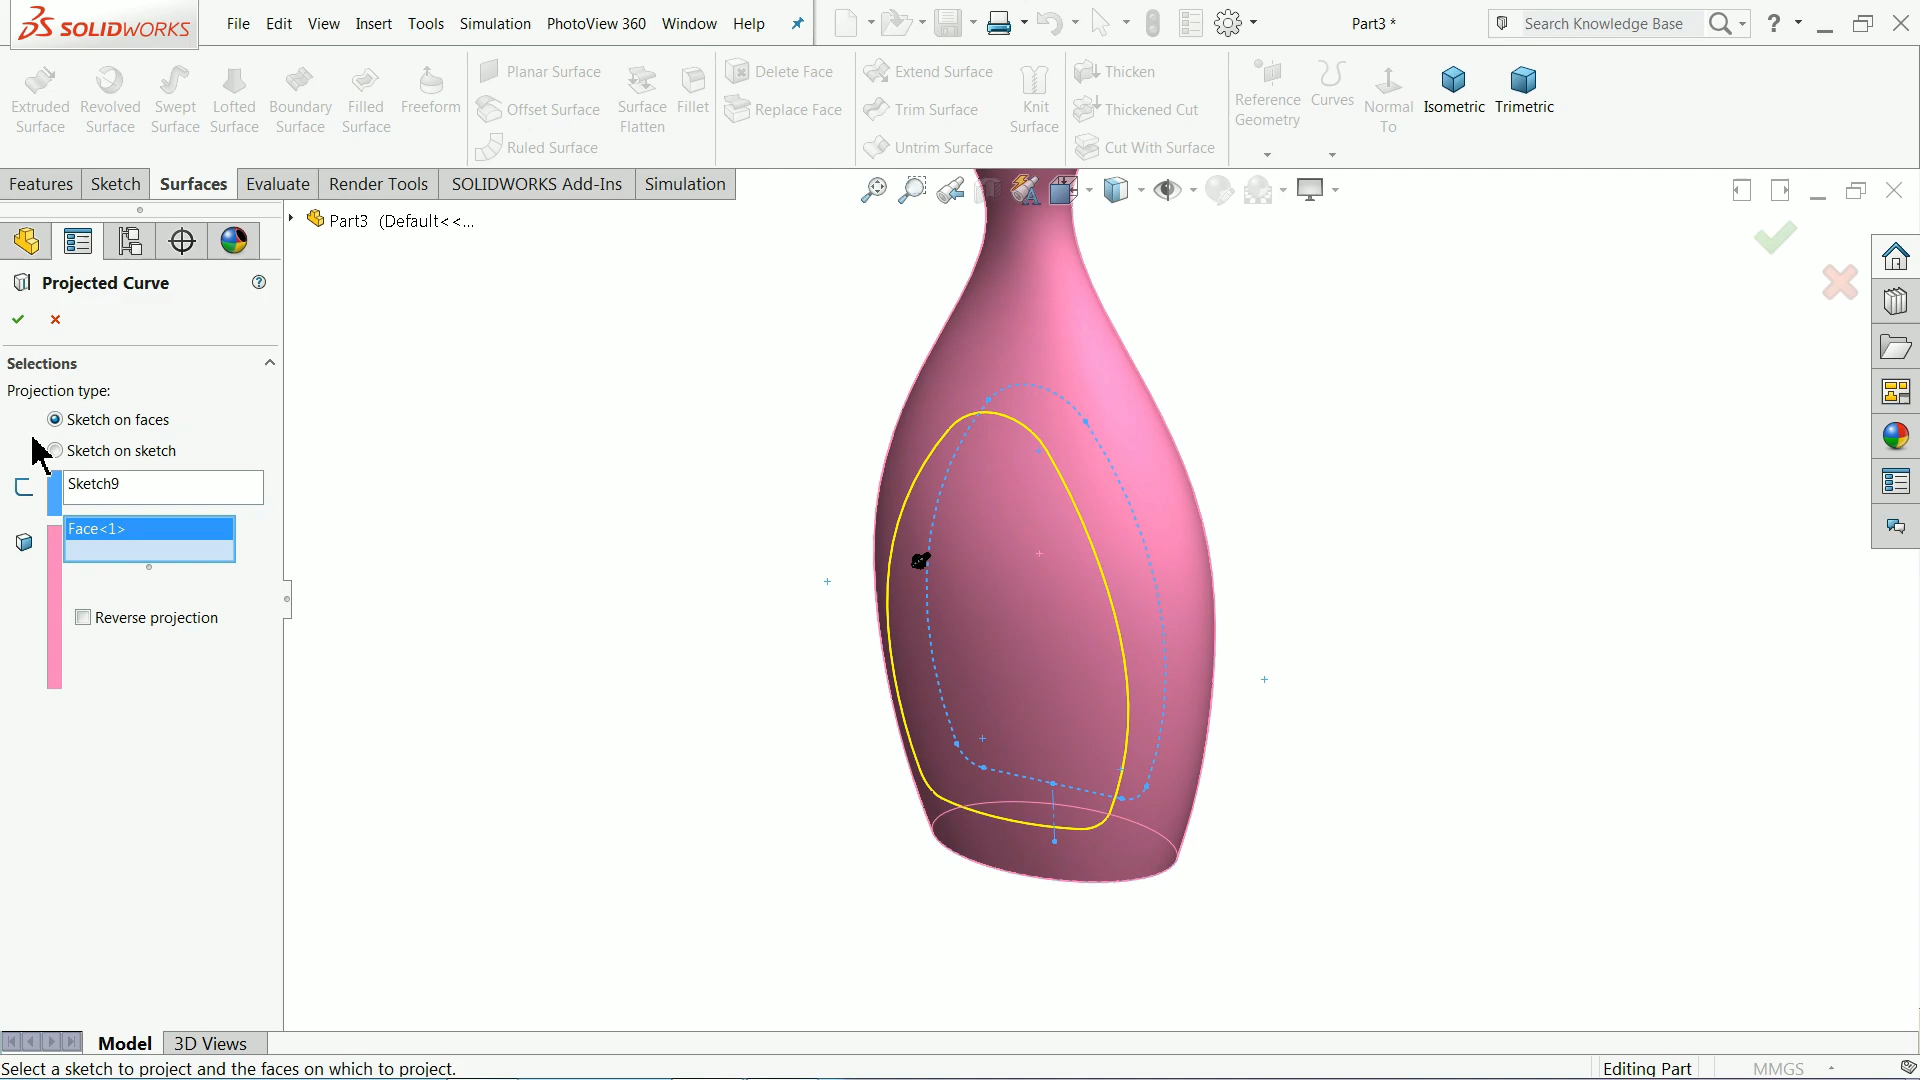 SOLIDWORKS
File Edit View Insert Tools Simulation PhotoView 360 Window Help
Part3 *
Search Knowledge Base
?
Extruded Surface
Revolved Surface
Swept Surface
Lofted Surface
Boundary Surface
Filled Surface
Freeform
Planar Surface
Offset Surface
Ruled Surface
Surface Flatten
Fillet
Delete Face
Replace Face
Extend Surface
Trim Surface
Untrim Surface
Knit Surface
Thicken
Thickened Cut
Cut With Surface
Reference Geometry
Curves
Normal To
Isometric
Trimetric
Features Sketch Surfaces Evaluate Render Tools SOLIDWORKS Add-Ins Simulation
Part3 (Default<<...
Projected Curve
?
Selections
Projection type:
Sketch on faces
Sketch on sketch
Sketch9
Face<1>
Reverse projection
Model 3D Views
Select a sketch to project and the faces on which to project.
Editing Part
MMGS